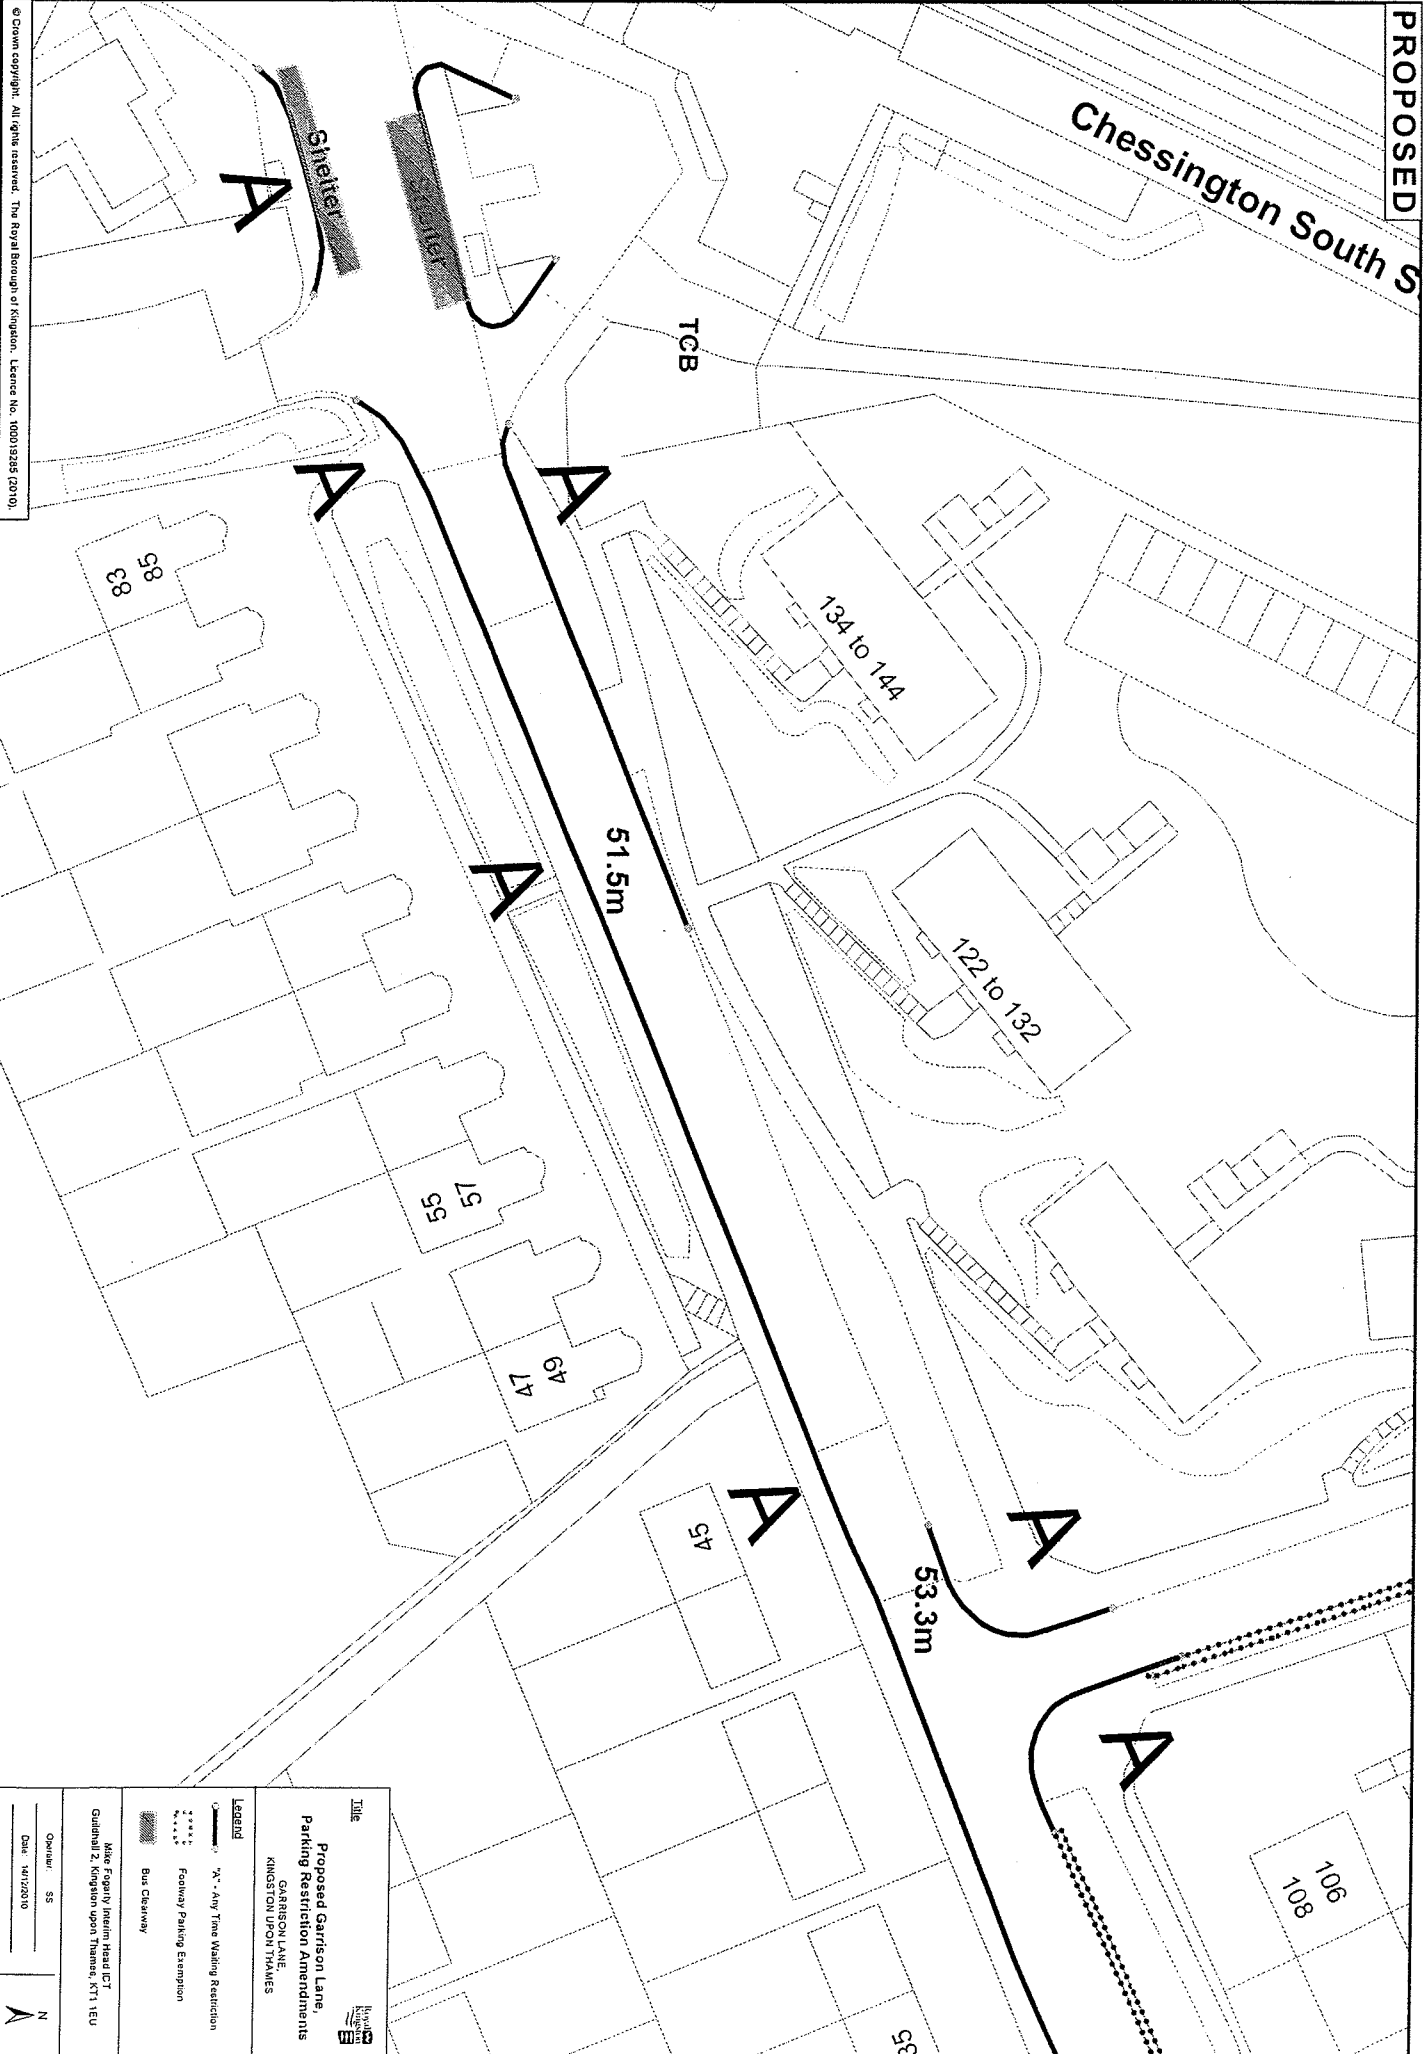 PROPOSED
Chessington South S
Shelter
Shelter
A
TCB
A
A
134 to 144
85
83
51.5m
A
122 to 132
57
55
49
47
45
A
A
53.3m
A
106
108
35
Title
Royal
Kingston
Proposed Garrison Lane,
Parking Restriction Amendments
GARRISON LANE,
KINGSTON UPON THAMES
Legend
"A" - Any Time Waiting Restriction
Footway Parking Exemption
Bus Clearway
Mike Fogarty Interim Head ICT
Guildhall 2, Kingston upon Thames, KT1 1EU
Operator: SS
Date: 14/12/2010
N
© Crown copyright. All rights reserved. The Royal Borough of Kingston. Licence No. 100019285 (2010).